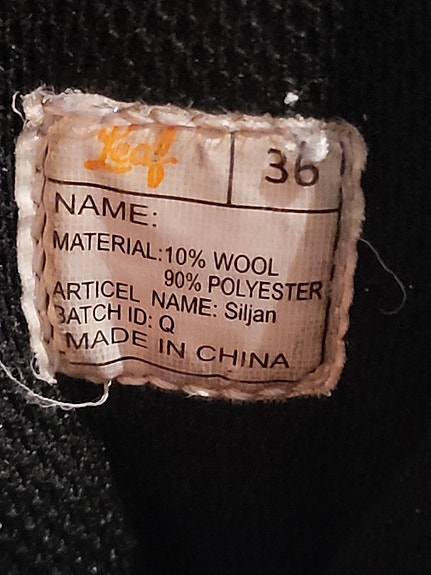 Leaf 36
NAME:
MATERIAL:10% WOOL
90% POLYESTER
ARTICEL NAME: Siljan
BATCH ID: Q
MADE IN CHINA